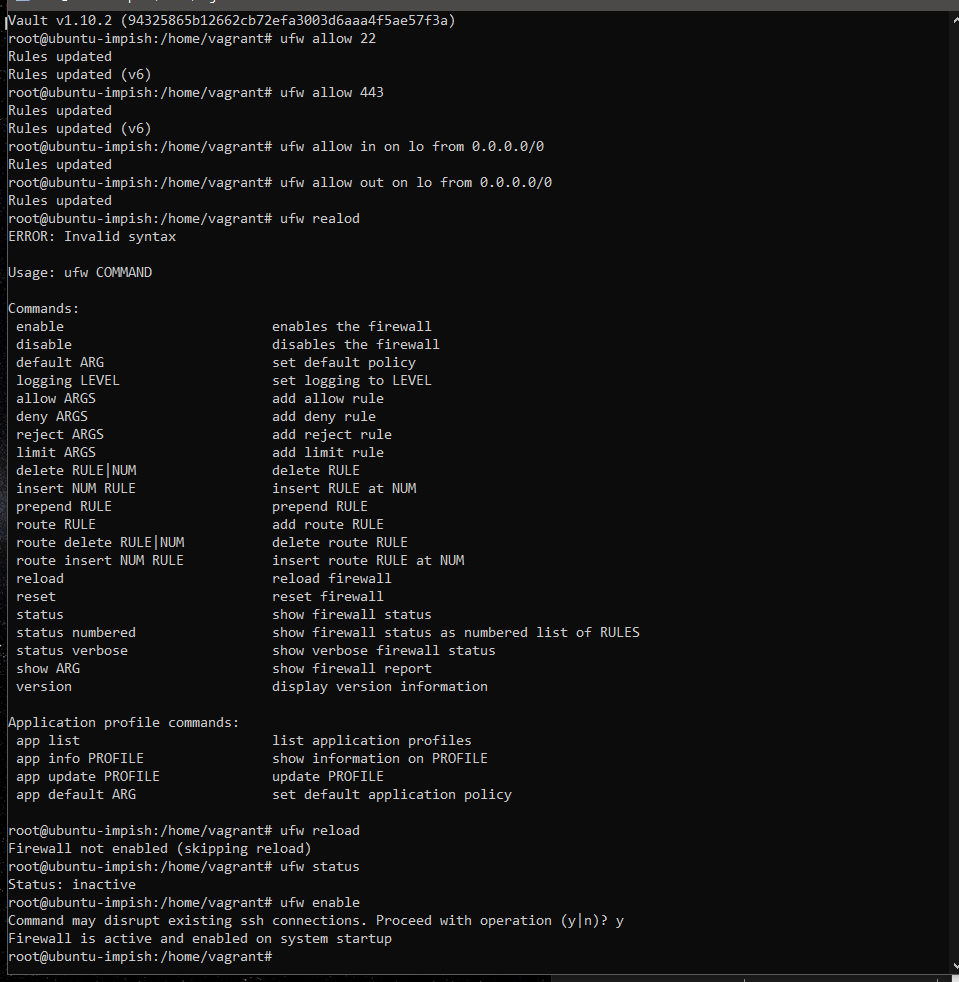 Vault v1.10.2 (94325865b12662cb72efa3003d6aaa4f5ae57f3a)
root@ubuntu-impish:/home/vagrant# ufw allow 22
Rules updated
Rules updated (v6)
root@ubuntu-impish:/home/vagrant# ufw allow 443
Rules updated
Rules updated (v6)
root@ubuntu-impish:/home/vagrant# ufw allow in on lo from 0.0.0.0/0
Rules updated
root@ubuntu-impish:/home/vagrant# ufw allow out on lo from 0.0.0.0/0
Rules updated
root@ubuntu-impish:/home/vagrant# ufw realod
ERROR: Invalid syntax

Usage: ufw COMMAND

Commands:
 enable                          enables the firewall
 disable                         disables the firewall
 default ARG                     set default policy
 logging LEVEL                   set logging to LEVEL
 allow ARGS                      add allow rule
 deny ARGS                       add deny rule
 reject ARGS                     add reject rule
 limit ARGS                      add limit rule
 delete RULE|NUM                 delete RULE
 insert NUM RULE                 insert RULE at NUM
 prepend RULE                    prepend RULE
 route RULE                      add route RULE
 route delete RULE|NUM           delete route RULE
 route insert NUM RULE           insert route RULE at NUM
 reload                          reload firewall
 reset                           reset firewall
 status                          show firewall status
 status numbered                 show firewall status as numbered list of RULES
 status verbose                  show verbose firewall status
 show ARG                        show firewall report
 version                         display version information

Application profile commands:
 app list                        list application profiles
 app info PROFILE                show information on PROFILE
 app update PROFILE              update PROFILE
 app default ARG                 set default application policy

root@ubuntu-impish:/home/vagrant# ufw reload
Firewall not enabled (skipping reload)
root@ubuntu-impish:/home/vagrant# ufw status
Status: inactive
root@ubuntu-impish:/home/vagrant# ufw enable
Command may disrupt existing ssh connections. Proceed with operation (y|n)? y
Firewall is active and enabled on system startup
root@ubuntu-impish:/home/vagrant#